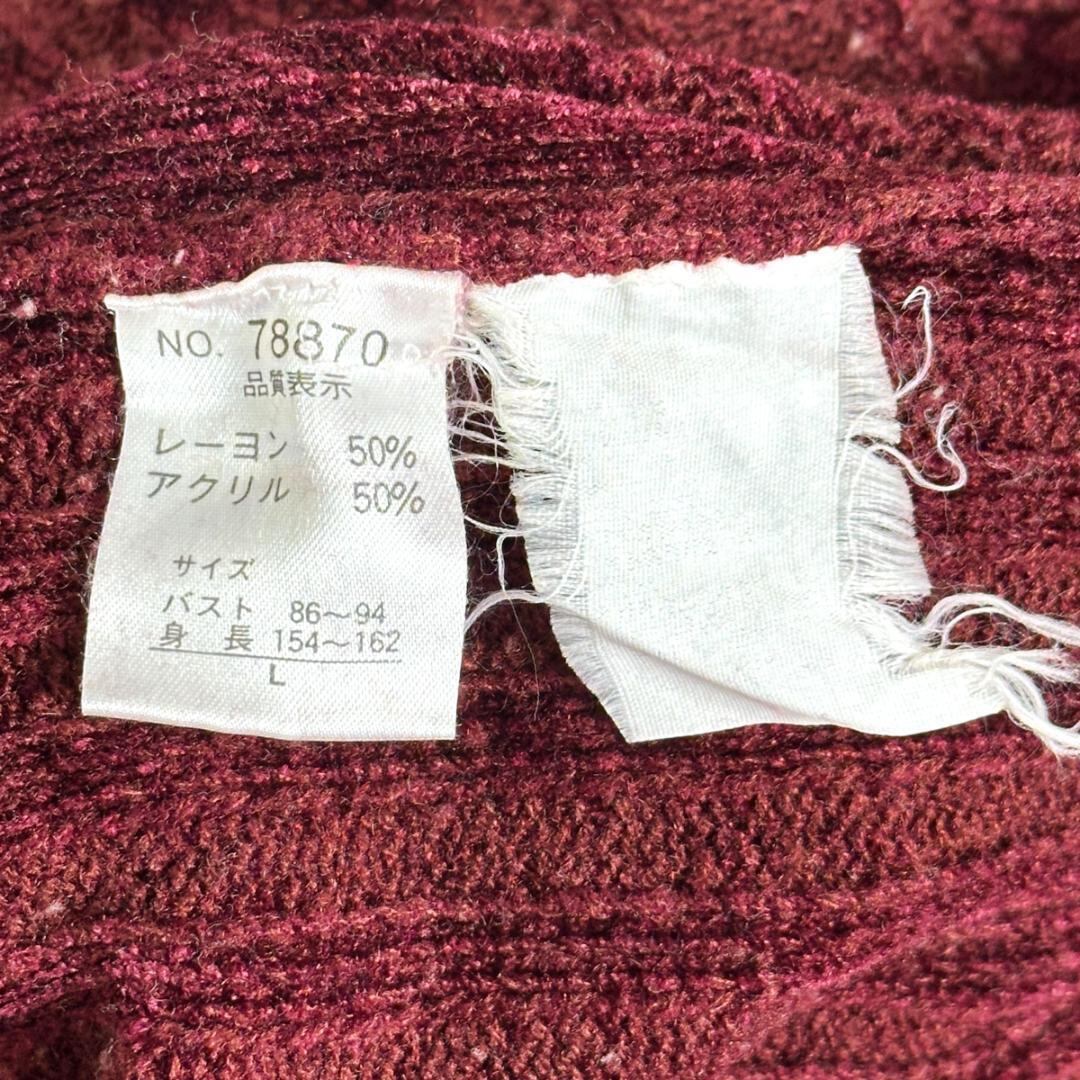 NO. 78870
品質表示
レーヨン 50%
アクリル 50%
サイズ
バスト 86〜94
身長 154〜162
L